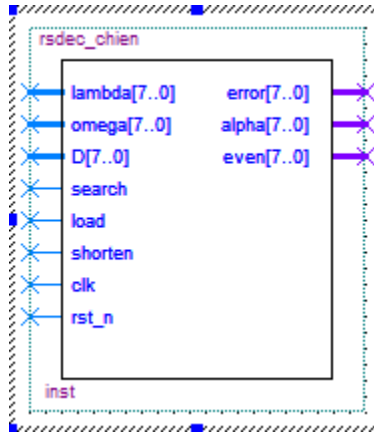 rsdec_chien
lambda[7..0] error[7..0]
omega[7..0] alpha[7..0]
D[7..0] even[7..0]
search
load
shorten
clk
rst_n
inst